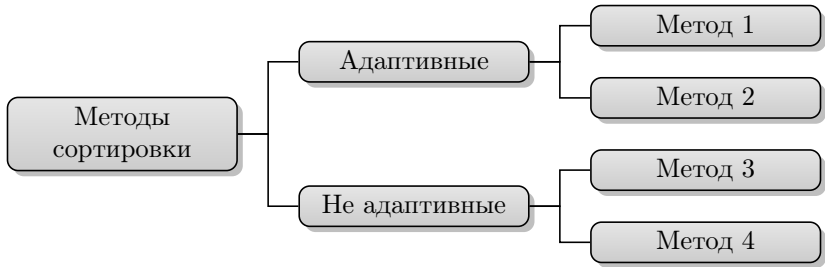 Методы
сортировки
Адаптивные
Метод 1
Метод 2
Не адаптивные
Метод 3
Метод 4